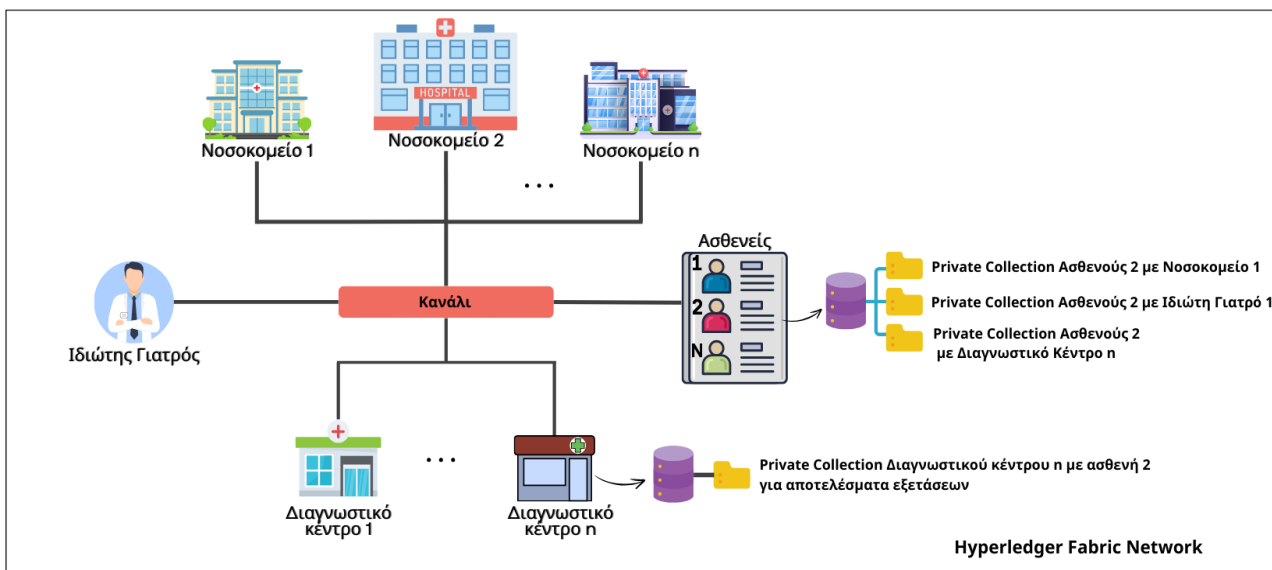 HOSPITAL
Νοσοκομείο 1
Νοσοκομείο 2
Νοσοκομείο n
...
Ασθενείς
1
2
N
Κανάλι
Ιδιώτης Γιατρός
Private Collection Ασθενούς 2 με Νοσοκομείο 1
Private Collection Ασθενούς 2 με Ιδιώτη Γιατρό 1
Private Collection Ασθενούς 2
με Διαγνωστικό Κέντρο n
...
Διαγνωστικό
κέντρο 1
Διαγνωστικό
κέντρο n
Private Collection Διαγνωστικού κέντρου n με ασθενή 2
για αποτελέσματα εξετάσεων
Hyperledger Fabric Network